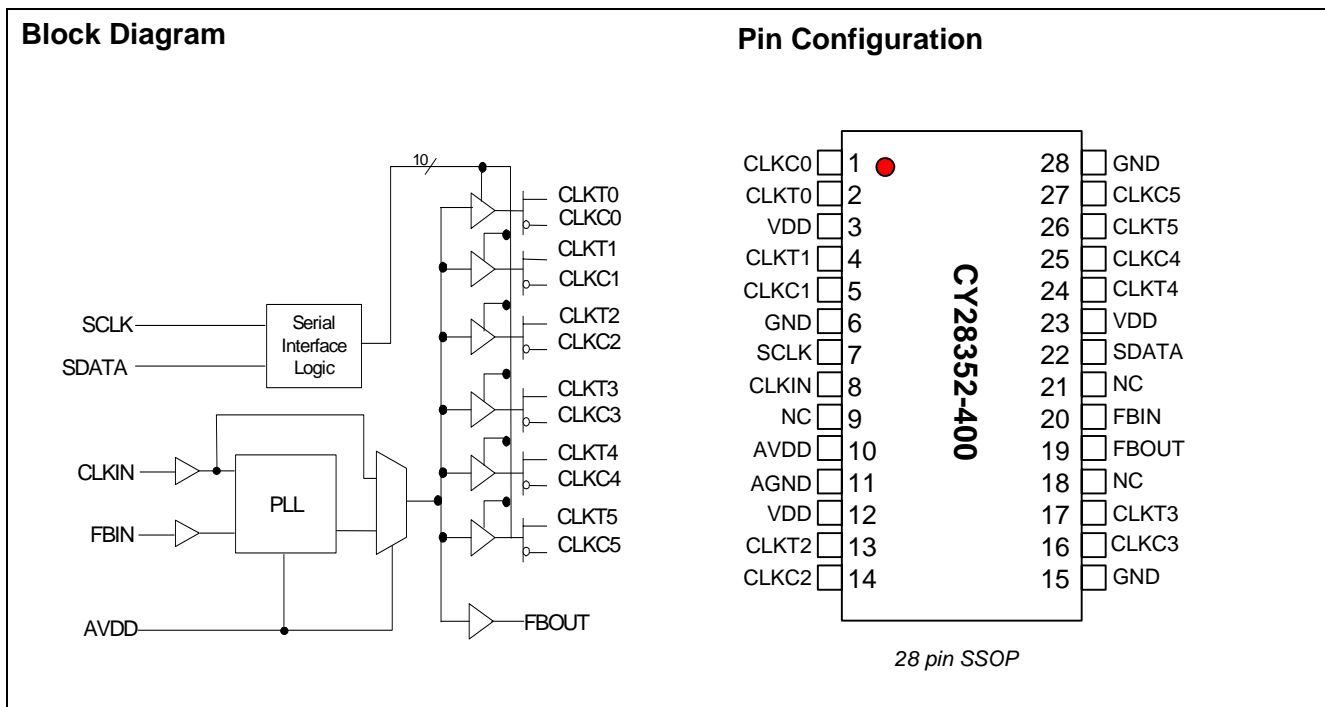 Block Diagram
10
CLKT0
CLKC0
CLKT1
CLKC1
CLKT2
CLKC2
CLKT3
CLKC3
CLKT4
CLKC4
CLKT5
CLKC5
SCLK
SDATA
Serial
Interface
Logic
CLKIN
FBIN
PLL
AVDD
FBOUT
Pin Configuration
CLKC0 1
CLKT0 2
VDD 3
CLKT1 4
CLKC1 5
GND 6
SCLK 7
CLKIN 8
NC 9
AVDD 10
AGND 11
VDD 12
CLKT2 13
CLKC2 14
CY28352-400
28 GND
27 CLKC5
26 CLKT5
25 CLKC4
24 CLKT4
23 VDD
22 SDATA
21 NC
20 FBIN
19 FBOUT
18 NC
17 CLKT3
16 CLKC3
15 GND
28 pin SSOP